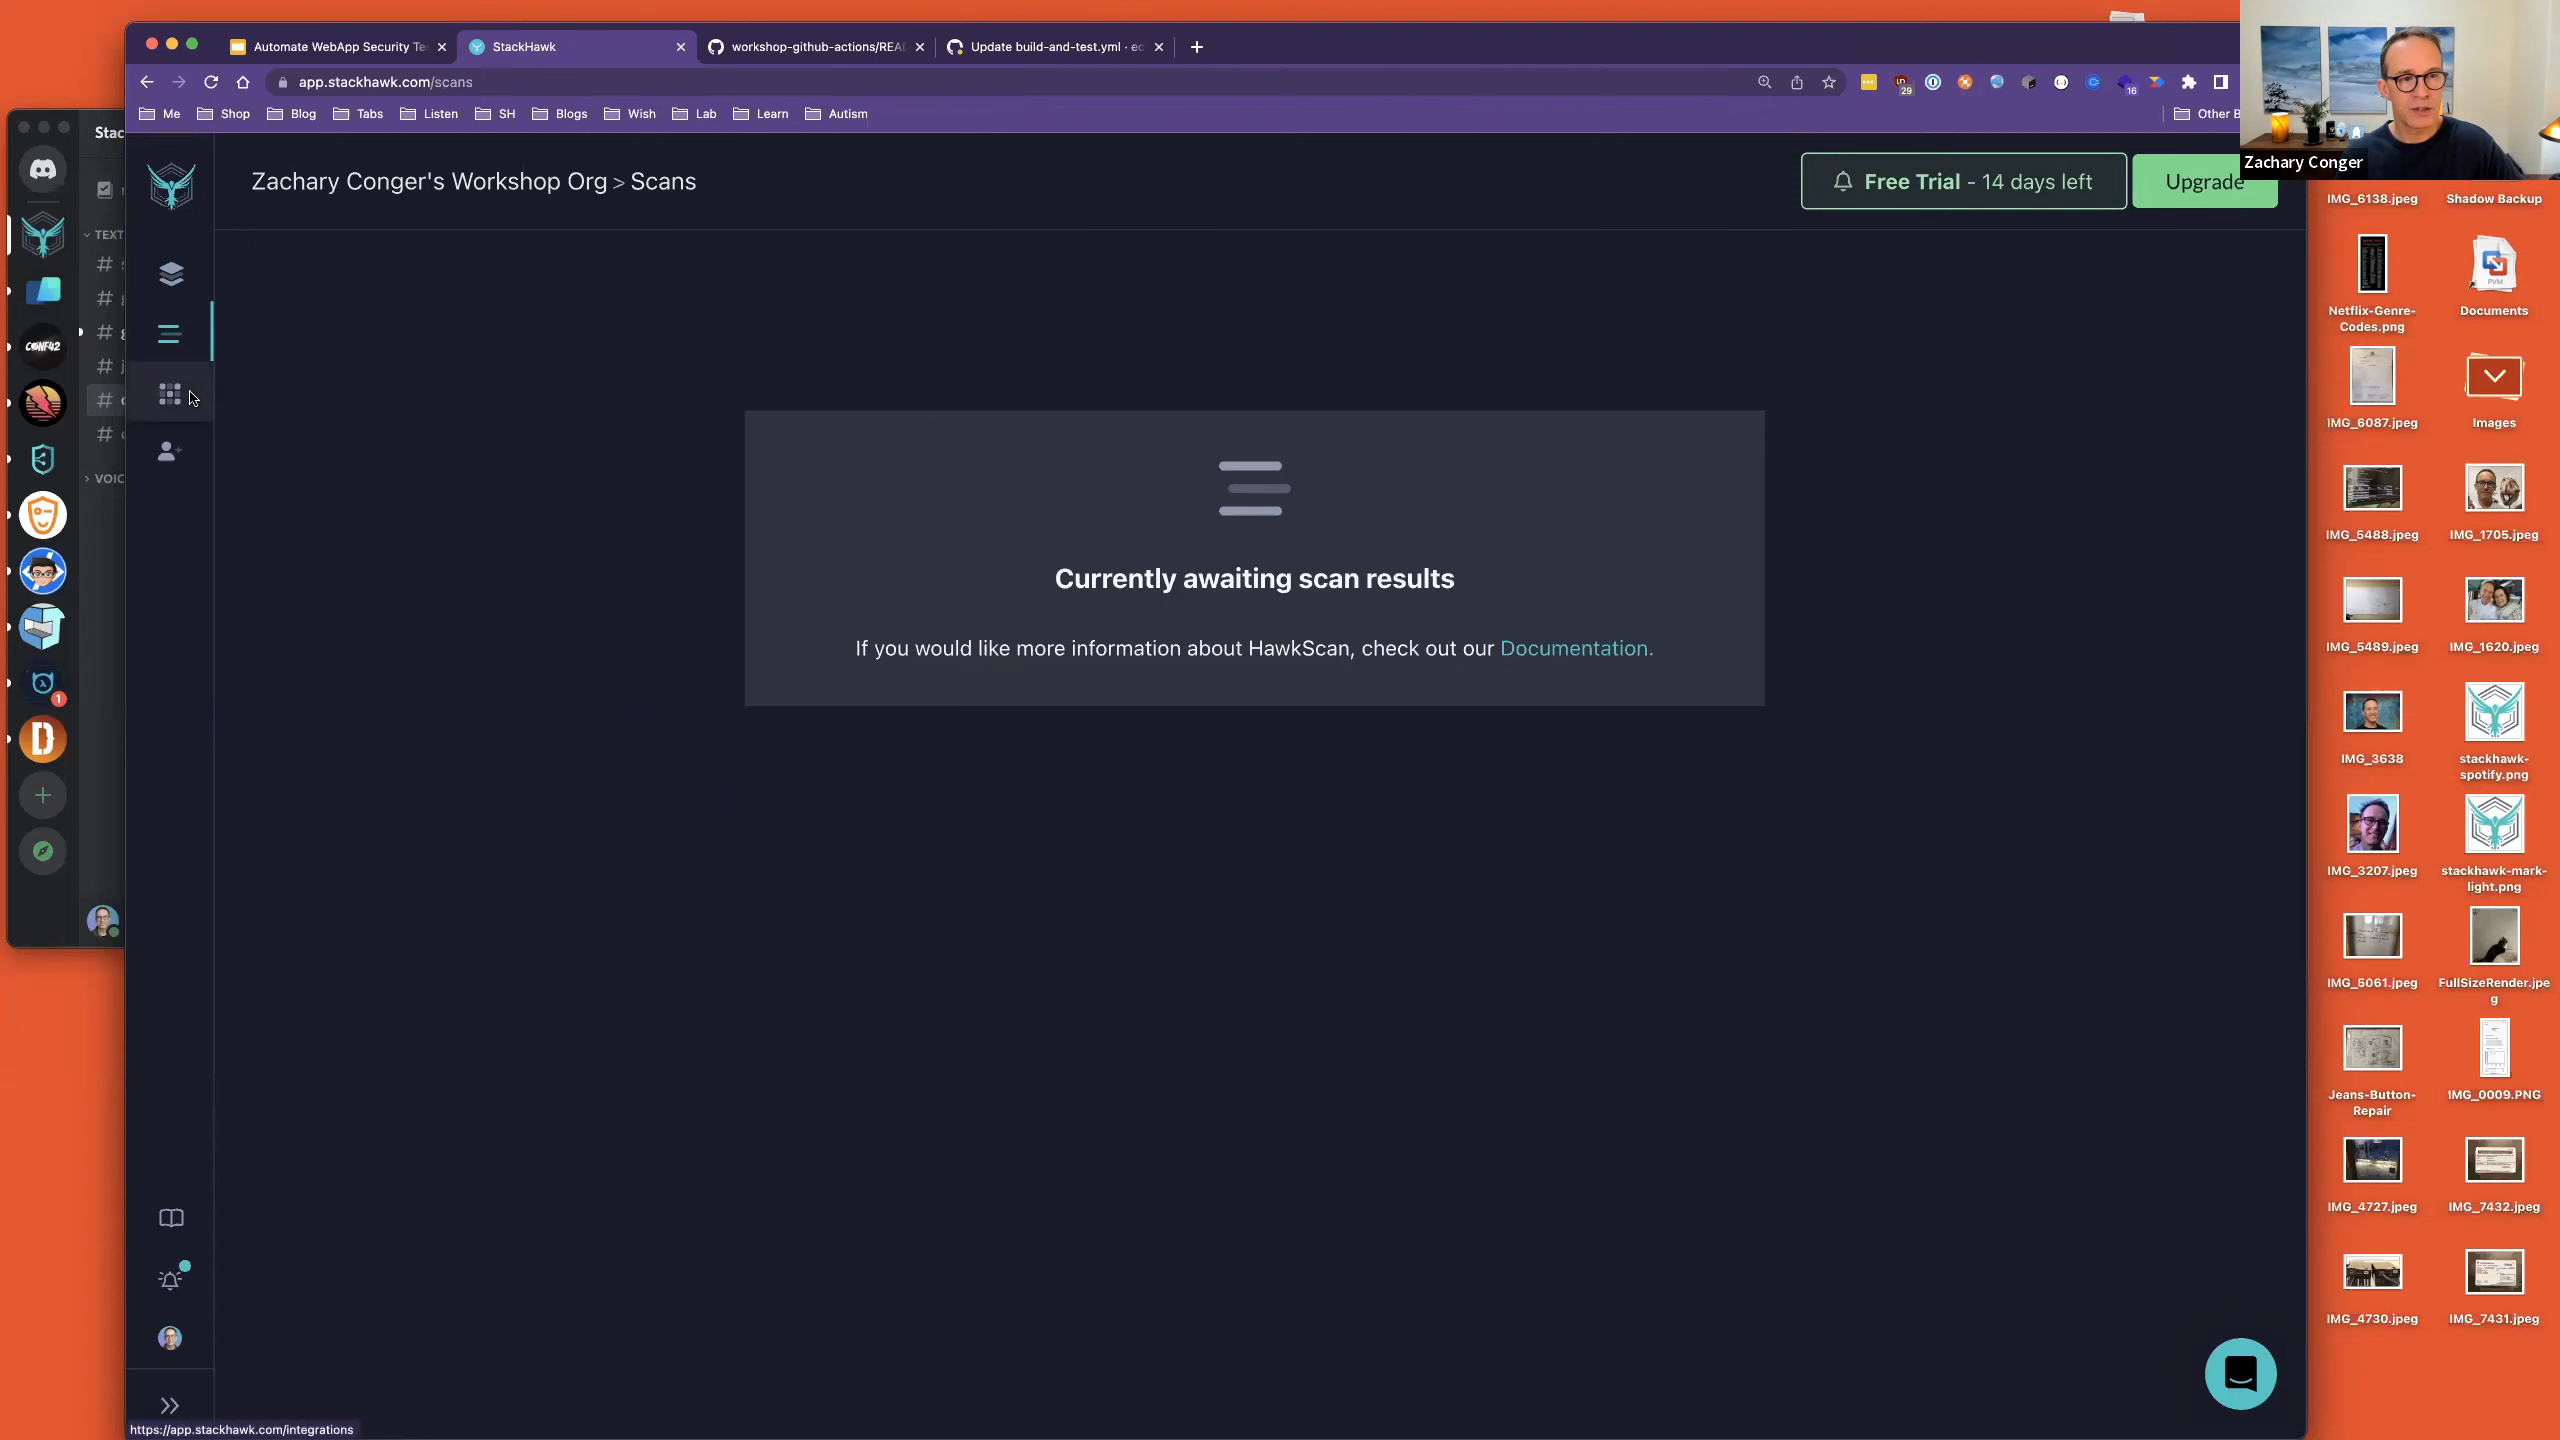 Automate WebApp Security Te
StackHawk
workshop-github-actions/REA
Update build-and-test.yml · ec
app.stackhawk.com/scans
29
16
Me
Shop
Blog
Tabs
Listen
SH
Blogs
Wish
Lab
Learn
Autism
Other B
Zachary Conger
Stac
TEXT
VOIC
CONF42
1
Zachary Conger's Workshop Org > Scans
Free Trial - 14 days left
Upgrade
Currently awaiting scan results
If you would like more information about HawkScan, check out our Documentation.
https://app.stackhawk.com/integrations
IMG_6138.jpeg
Shadow Backup
PVM
Netflix-Genre-
Codes.png
Documents
IMG_6087.jpeg
Images
IMG_5488.jpeg
IMG_1705.jpeg
IMG_5489.jpeg
IMG_1620.jpeg
IMG_3638
stackhawk-
spotify.png
IMG_3207.jpeg
stackhawk-mark-
light.png
IMG_5061.jpeg
FullSizeRender.jpe
g
Jeans-Button-
Repair
IMG_0009.PNG
IMG_4727.jpeg
IMG_7432.jpeg
IMG_4730.jpeg
IMG_7431.jpeg